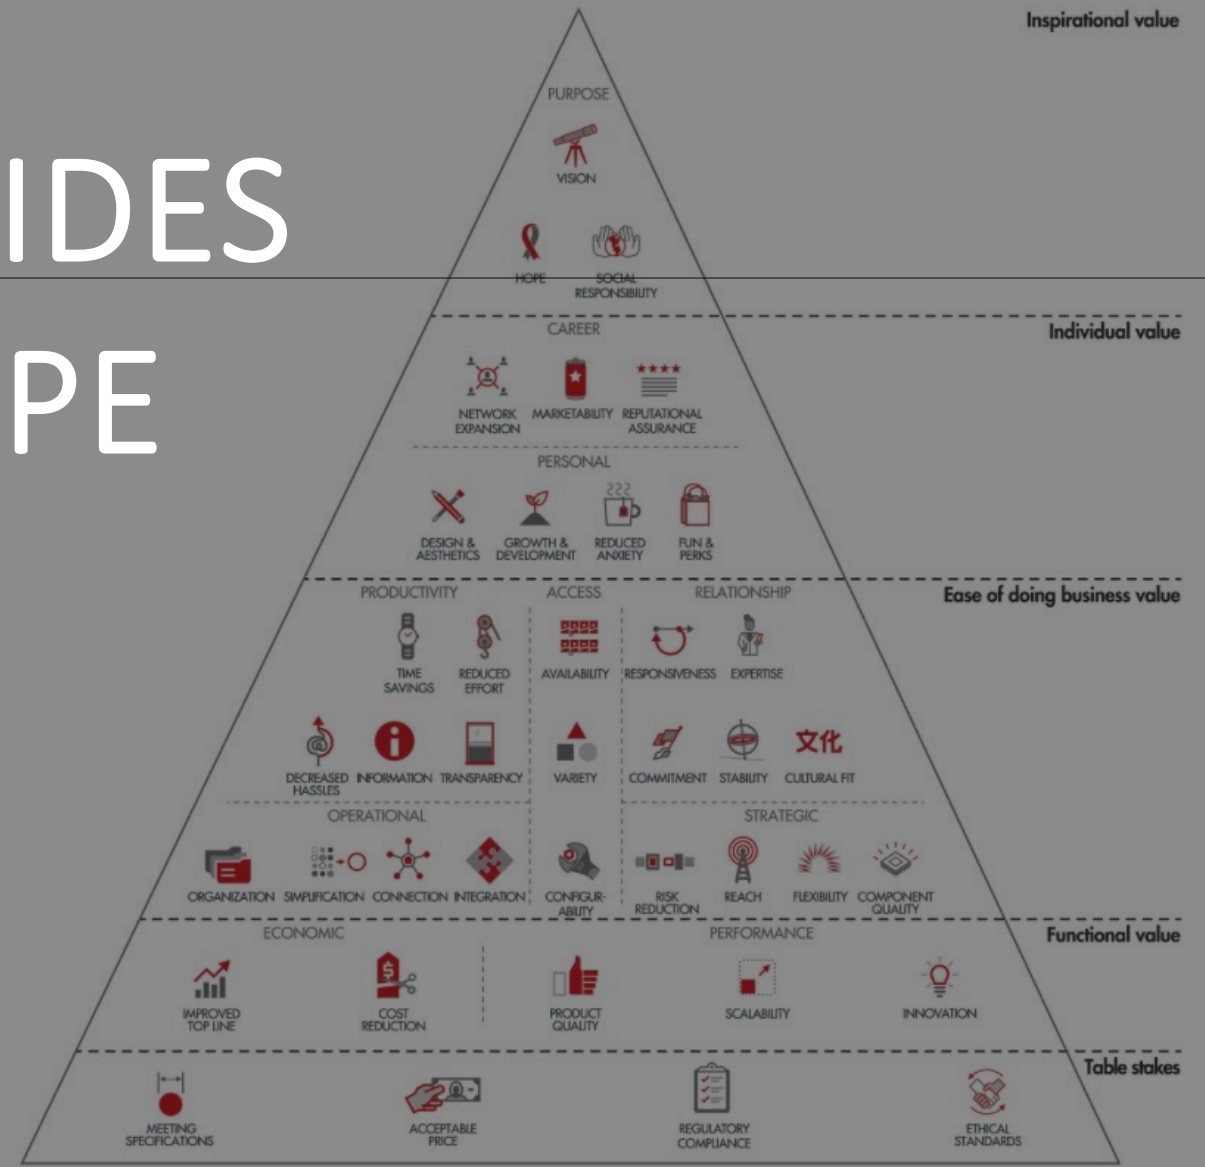 Inspirational value
PURPOSE
VISION
IDES
HOPE
SOCIAL
RESPONSIBILITY
PE
CAREER
Individual value
NETWORK
EXPANSION
MARKETABILITY
REPUTATIONAL
ASSURANCE
PERSONAL
DESIGN &
AESTHETICS
GROWTH &
DEVELOPMENT
REDUCED
ANXIETY
FUN &
PERKS
Ease of doing business value
PRODUCTIVITY
TIME
SAVINGS
REDUCED
EFFORT
DECREASED
HASSLES
INFORMATION
TRANSPARENCY
OPERATIONAL
ORGANIZATION
SIMPLIFICATION
CONNECTION
INTEGRATION
ACCESS
AVAILABILITY
VARIETY
CONFIGUR-
ABILITY
RELATIONSHIP
RESPONSIVENESS
EXPERTISE
COMMITMENT
STABILITY
文化
CULTURAL FIT
STRATEGIC
RISK
REDUCTION
REACH
FLEXIBILITY
COMPONENT
QUALITY
Functional value
ECONOMIC
IMPROVED
TOP LINE
$
COST
REDUCTION
PERFORMANCE
PRODUCT
QUALITY
SCALABILITY
INNOVATION
Table stakes
MEETING
SPECIFICATIONS
ACCEPTABLE
PRICE
REGULATORY
COMPLIANCE
ETHICAL
STANDARDS